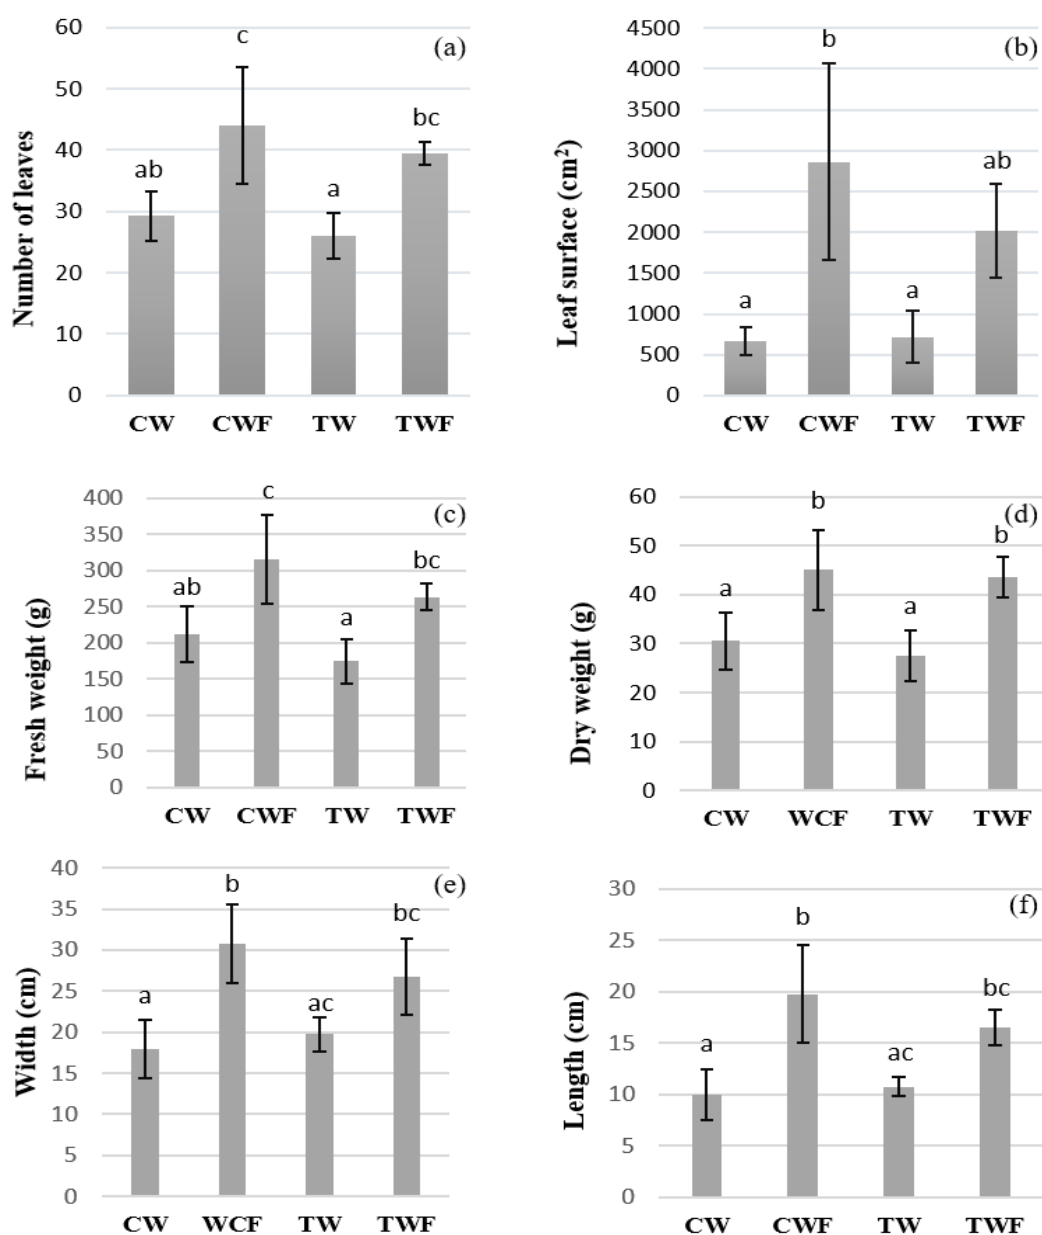 (a)
Number of leaves
60
50
40
30
20
10
0
ab
c
a
bc
CW CWF TW TWF
(b)
Leaf surface (cm²)
4500
4000
3500
3000
2500
2000
1500
1000
500
0
a
b
a
ab
CW CWF TW TWF
(c)
Fresh weight (g)
400
350
300
250
200
150
100
50
0
ab
c
a
bc
CW CWF TW TWF
(d)
Dry weight (g)
60
50
40
30
20
10
0
a
b
a
b
CW WCF TW TWF
(e)
Width (cm)
40
35
30
25
20
15
10
5
0
a
b
ac
bc
CW WCF TW TWF
(f)
Length (cm)
30
25
20
15
10
5
0
a
b
ac
bc
CW CWF TW TWF